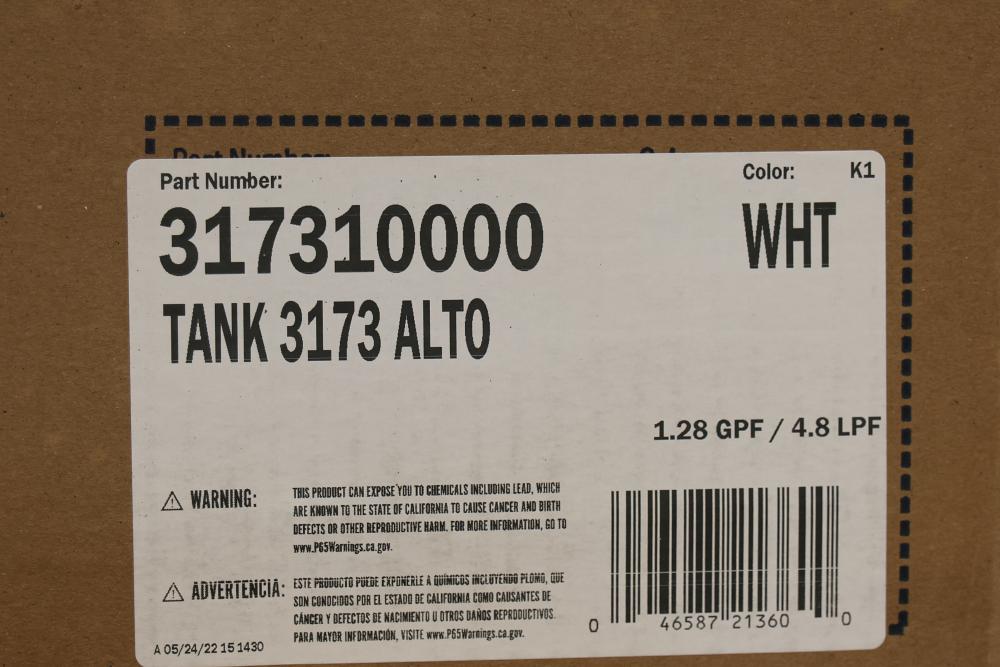 Part Number:
Part Number: Color: K1
317310000 WHT
TANK 3173 ALTO
1.28 GPF / 4.8 LPF
WARNING: THIS PRODUCT CAN EXPOSE YOU TO CHEMICALS INCLUDING LEAD, WHICH
ARE KNOWN TO THE STATE OF CALIFORNIA TO CAUSE CANCER AND BIRTH
DEFECTS OR OTHER REPRODUCTIVE HARM. FOR MORE INFORMATION, GO TO
www.P65Warnings.ca.gov.
ADVERTENCIA: ESTE PRODUCTO PUEDE EXPONERLE A QUÍMICOS INCLUYENDO PLOMO, QUE
SON CONOCIDOS POR EL ESTADO DE CALIFORNIA COMO CAUSANTES DE
CÁNCER Y DEFECTOS DE NACIMIENTO U OTROS DAÑOS REPRODUCTIVOS.
PARA MAYOR INFORMACIÓN, VISITE www.P65Warnings.ca.gov.
0 46587 21360 0
A 05/24/22 15 1430